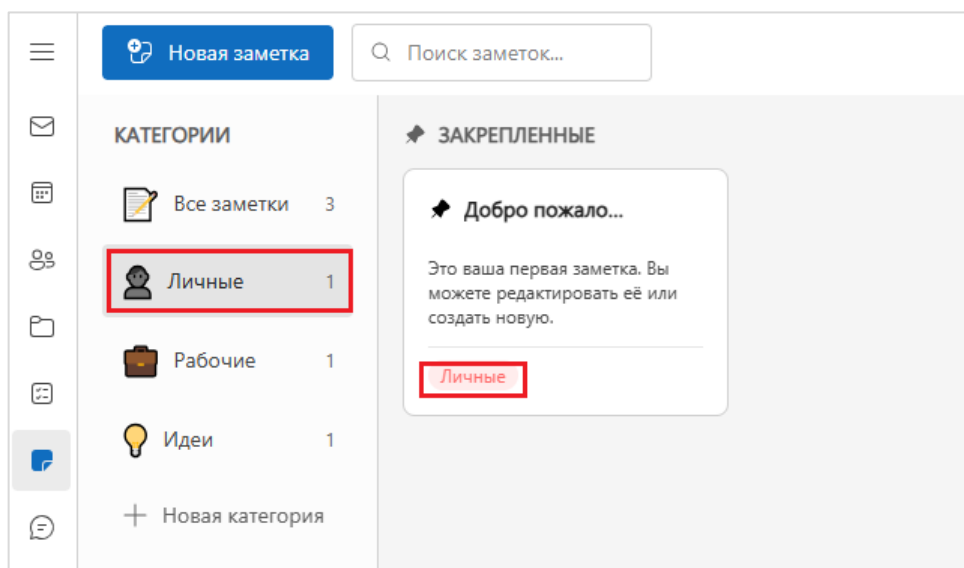 Новая заметка
Поиск заметок...
КАТЕГОРИИ
Все заметки 3
Личные 1
Рабочие 1
Идеи 1
Новая категория
ЗАКРЕПЛЕННЫЕ
Добро пожало...
Это ваша первая заметка. Вы
можете редактировать её или
создать новую.
Личные